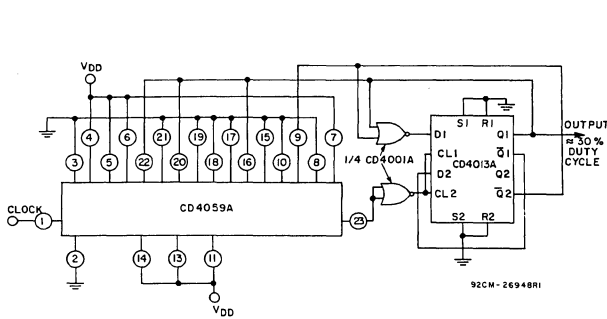 VDD
4 6 21 19 17 15 9 7
3 5 22 20 18 16 10 8
S1 R1
D1 Q1 OUTPUT
≈ 30 %
DUTY
CYCLE
1/4 CD4001A
CL1 Q̅1
CD4013A
D2 Q2
CL2 Q̅2
S2 R2
CD4059A
CLOCK
1
23
2 14 13 11
VDD
92CM-26948R1